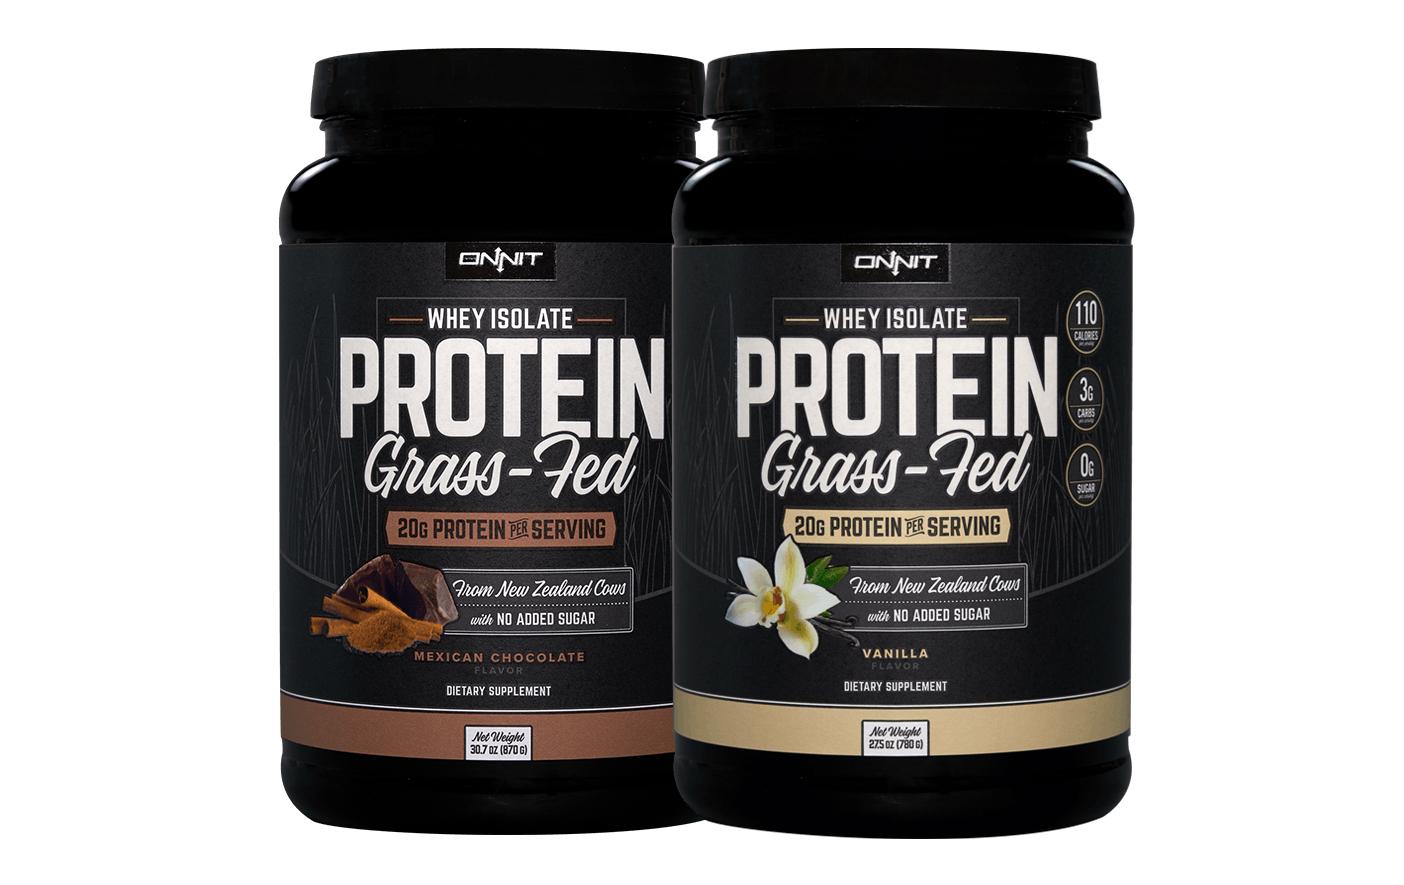 ONNIT
WHEY ISOLATE
PROTEIN
Grass-Fed
20G PROTEIN PER SERVING
From New Zealand Cows
with NO ADDED SUGAR
MEXICAN CHOCOLATE
FLAVOR
DIETARY SUPPLEMENT
Net Weight
30.7 OZ (870 G)
ONNIT
WHEY ISOLATE
PROTEIN
Grass-Fed
20G PROTEIN PER SERVING
From New Zealand Cows
with NO ADDED SUGAR
VANILLA
FLAVOR
DIETARY SUPPLEMENT
Net Weight
27.5 OZ (780 G)
110
CALORIES
3G
CARBS
0G
SUGAR